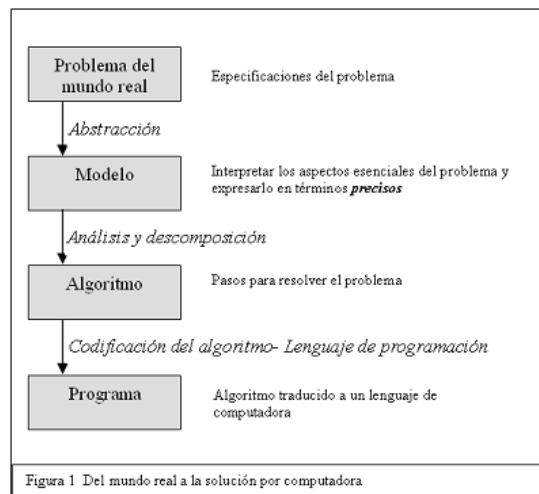 Problema del
mundo real
Especificaciones del problema
Abstracción
Modelo
Interpretar los aspectos esenciales del problema y
expresarlo en términos precisos
Análisis y descomposición
Algoritmo
Pasos para resolver el problema
Codificación del algoritmo- Lenguaje de programación
Programa
Algoritmo traducido a un lenguaje de
computadora
Figura 1 Del mundo real a la solución por computadora